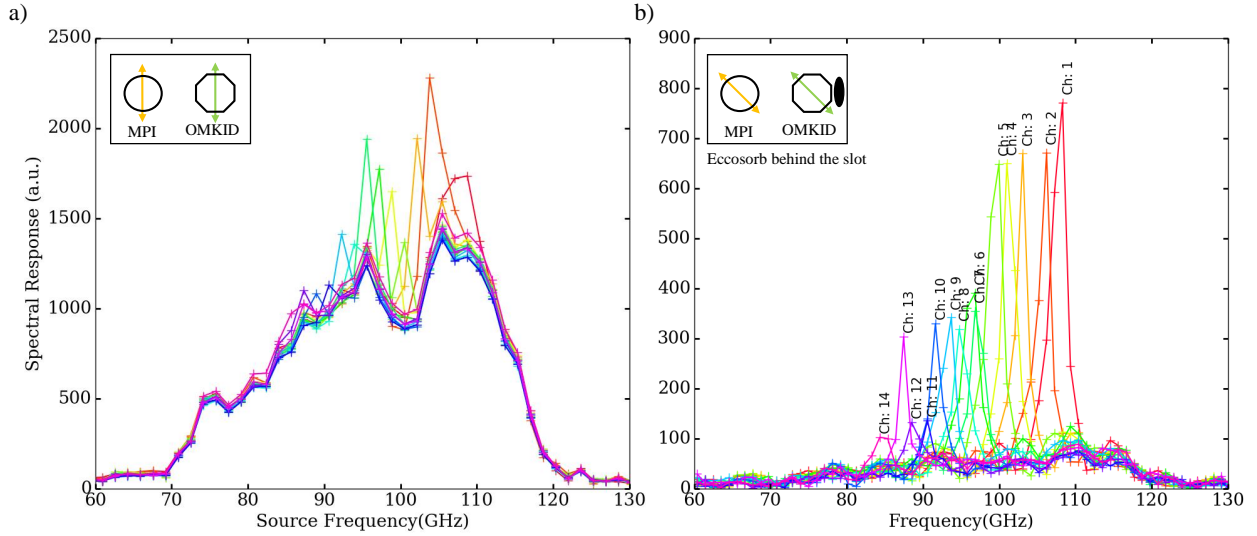 a)
2500
2000
1500
1000
500
0
60 70 80 90 100 110 120 130
Source Frequency(GHz)
Spectral Response (a.u.)
MPI OMKID
b)
900
800
700
600
500
400
300
200
100
0
60 70 80 90 100 110 120 130
Frequency(GHz)
MPI OMKID
Eccosorb behind the slot
Ch: 1
Ch: 2
Ch: 3
Ch: 4
Ch: 5
Ch: 6
Ch: 7
Ch: 8
Ch: 9
Ch: 10
Ch: 11
Ch: 12
Ch: 13
Ch: 14